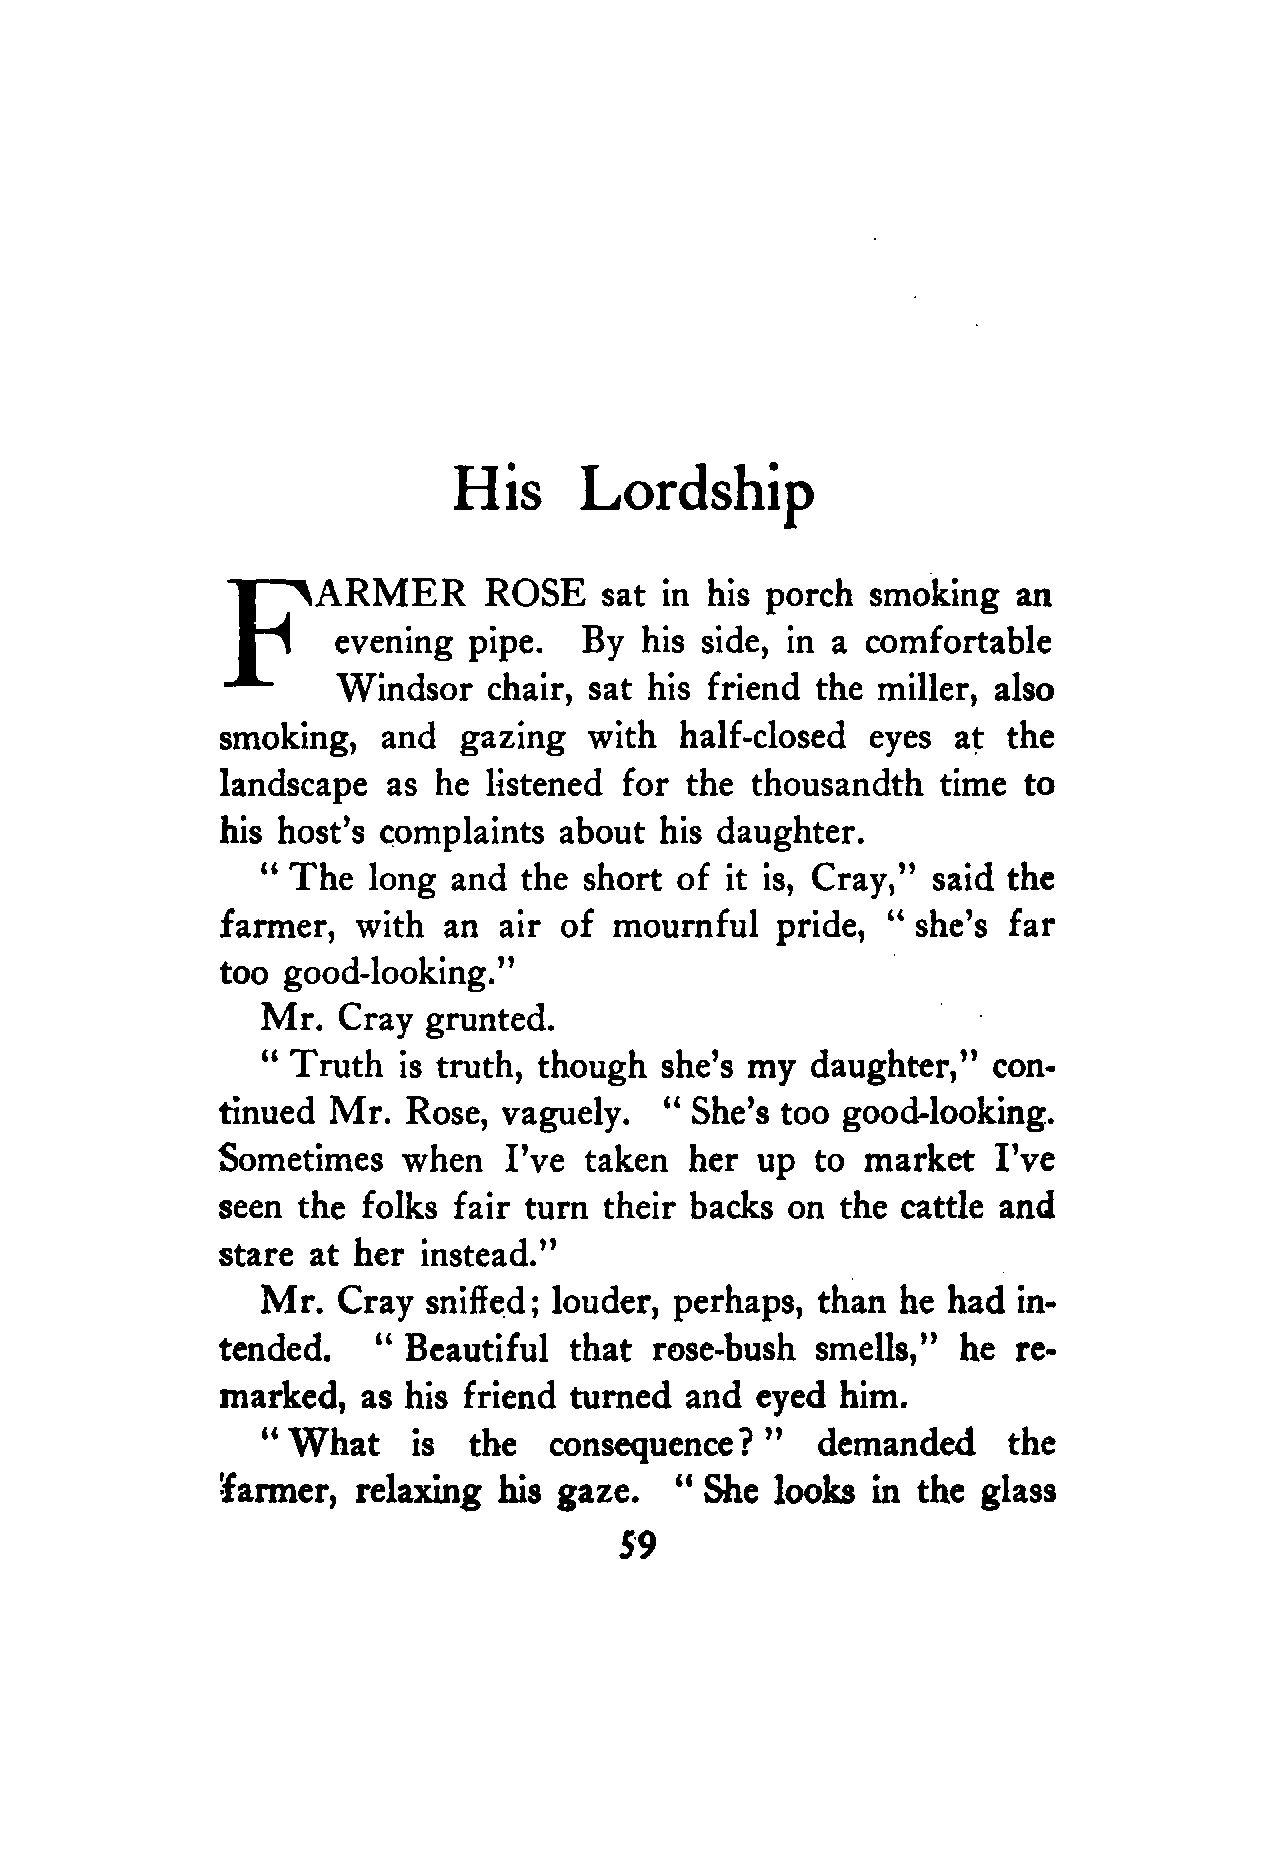 His Lordship
FARMER ROSE sat in his porch smoking an
evening pipe. By his side, in a comfortable
Windsor chair, sat his friend the miller, also
smoking, and gazing with half-closed eyes at the
landscape as he listened for the thousandth time to
his host's complaints about his daughter.
" The long and the short of it is, Cray," said the
farmer, with an air of mournful pride, " she's far
too good-looking."
Mr. Cray grunted.
" Truth is truth, though she's my daughter," con-
tinued Mr. Rose, vaguely. " She's too good-looking.
Sometimes when I've taken her up to market I've
seen the folks fair turn their backs on the cattle and
stare at her instead."
Mr. Cray sniffed; louder, perhaps, than he had in-
tended. " Beautiful that rose-bush smells," he re-
marked, as his friend turned and eyed him.
" What is the consequence? " demanded the
farmer, relaxing his gaze. " She looks in the glass
59